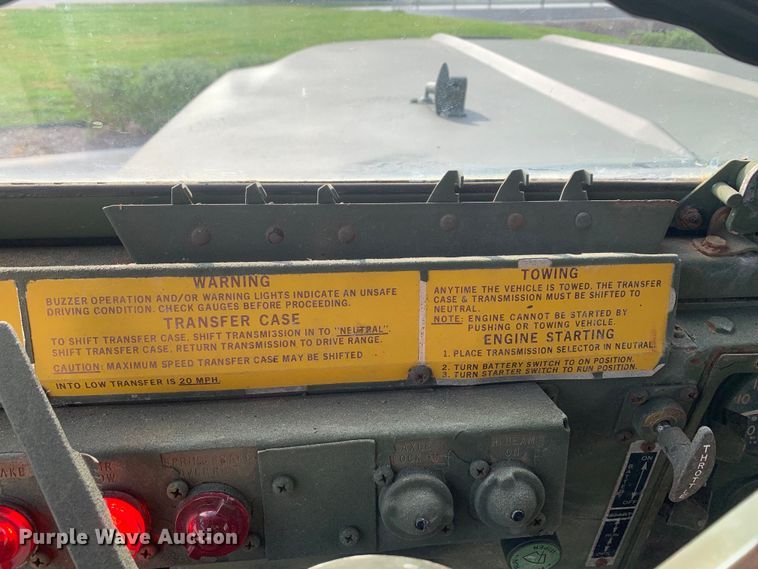 WARNING
BUZZER OPERATION AND/OR WARNING LIGHTS INDICATE AN UNSAFE
DRIVING CONDITION. CHECK GAUGES BEFORE PROCEEDING.
TRANSFER CASE
TO SHIFT TRANSFER CASE, SHIFT TRANSMISSION IN TO "NEUTRAL".
SHIFT TRANSFER CASE, RETURN TRANSMISSION TO DRIVE RANGE.
CAUTION: MAXIMUM SPEED TRANSFER CASE MAY BE SHIFTED
INTO LOW TRANSFER IS 20 MPH.
TOWING
ANYTIME THE VEHICLE IS TOWED. THE TRANSFER
CASE & TRANSMISSION MUST BE SHIFTED TO
NEUTRAL.
NOTE: ENGINE CANNOT BE STARTED BY
PUSHING OR TOWING VEHICLE.
ENGINE STARTING
1. PLACE TRANSMISSION SELECTOR IN NEUTRAL.
2. TURN BATTERY SWITCH TO ON POSITION.
3. TURN STARTER SWITCH TO RUN POSITION.
BEAM
ON
THROTTLE
ON
BATTERY
OFF
Purple Wave Auction